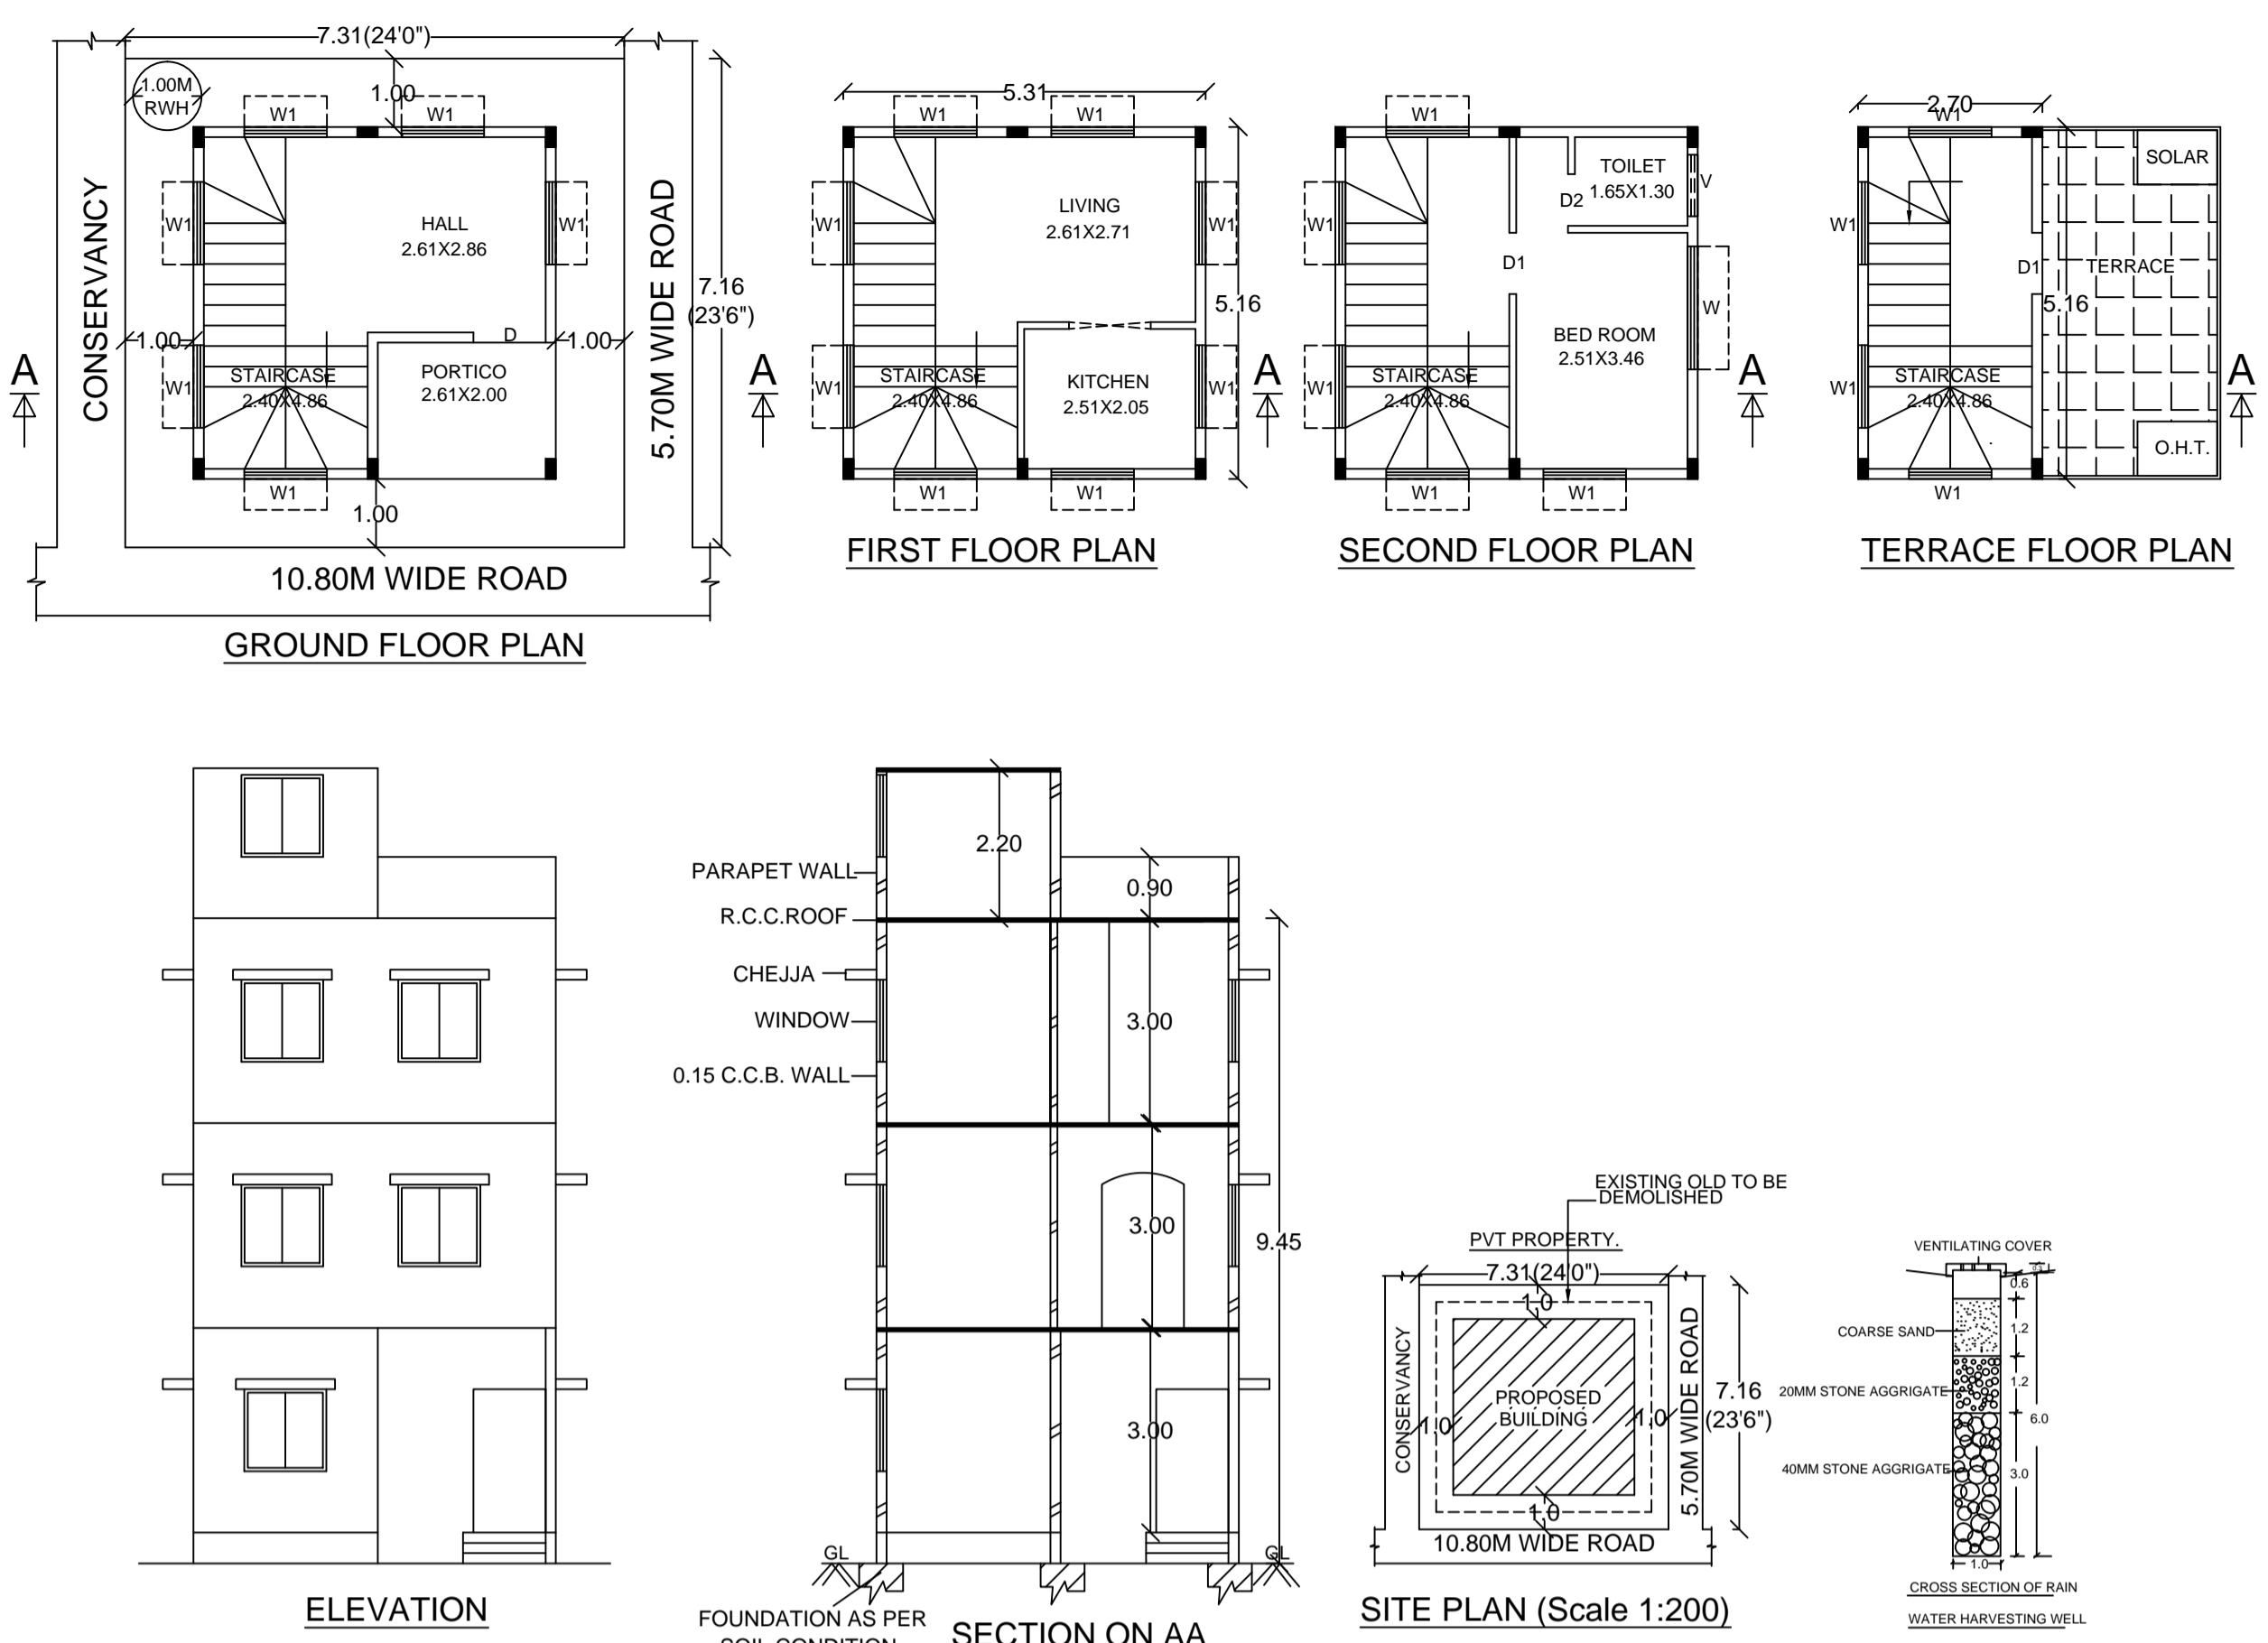 7.31(24'0")
1.00M
RWH
1.00
W1
W1
CONSERVANCY
W1
HALL
2.61X2.86
W1
5.70M WIDE ROAD
7.16
(23'6")
1.00
D
1.00
A
W1
STAIRCASE
2.40X4.86
PORTICO
2.61X2.00
W1
1.00
10.80M WIDE ROAD
GROUND FLOOR PLAN
5.31
W1
W1
LIVING
2.61X2.71
W1
W1
5.16
A
W1
STAIRCASE
2.40X4.86
KITCHEN
2.51X2.05
W1
A
W1
W1
FIRST FLOOR PLAN
W1
TOILET
1.65X1.30
V
D2
W1
D1
W
BED ROOM
2.51X3.46
A
W1
STAIRCASE
2.40X4.86
W1
W1
SECOND FLOOR PLAN
2.70
W1
SOLAR
W1
D1
TERRACE
5.16
W1
STAIRCASE
2.40X4.86
A
O.H.T.
W1
TERRACE FLOOR PLAN
ELEVATION
2.20
PARAPET WALL
0.90
R.C.C.ROOF
CHEJJA
WINDOW
3.00
0.15 C.C.B. WALL
3.00
9.45
3.00
GL
GL
FOUNDATION AS PER
SOIL CONDITION
SECTION ON AA
EXISTING OLD TO BE
DEMOLISHED
PVT PROPERTY.
7.31(24'0")
1.0
CONSERVANCY
PROPOSED
BUILDING
1.0
1.0
5.70M WIDE ROAD
7.16
(23'6")
1.0
10.80M WIDE ROAD
SITE PLAN (Scale 1:200)
VENTILATING COVER
0.6
COARSE SAND
1.2
20MM STONE AGGRIGATE
1.2
6.0
40MM STONE AGGRIGATE
3.0
1.0
CROSS SECTION OF RAIN
WATER HARVESTING WELL